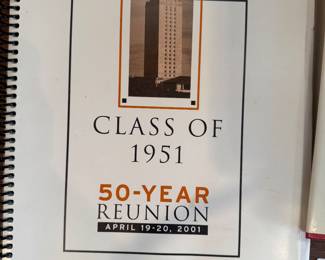 CLASS OF
1951
50-YEAR
REUNION
APRIL 19-20, 2001